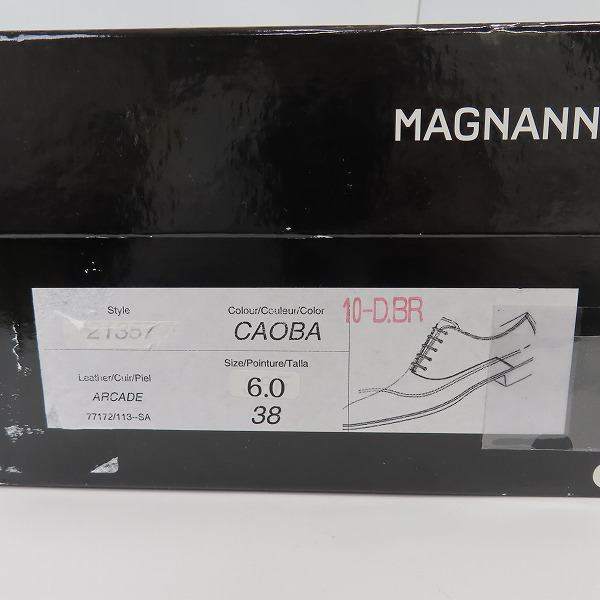 MAGNANN
Style
21357
Colour/Couleur/Color
CAOBA
10-D.BR
Leather/Cuir/Piel
ARCADE
77172/113--SA
Size/Pointure/Talla
6.0
38